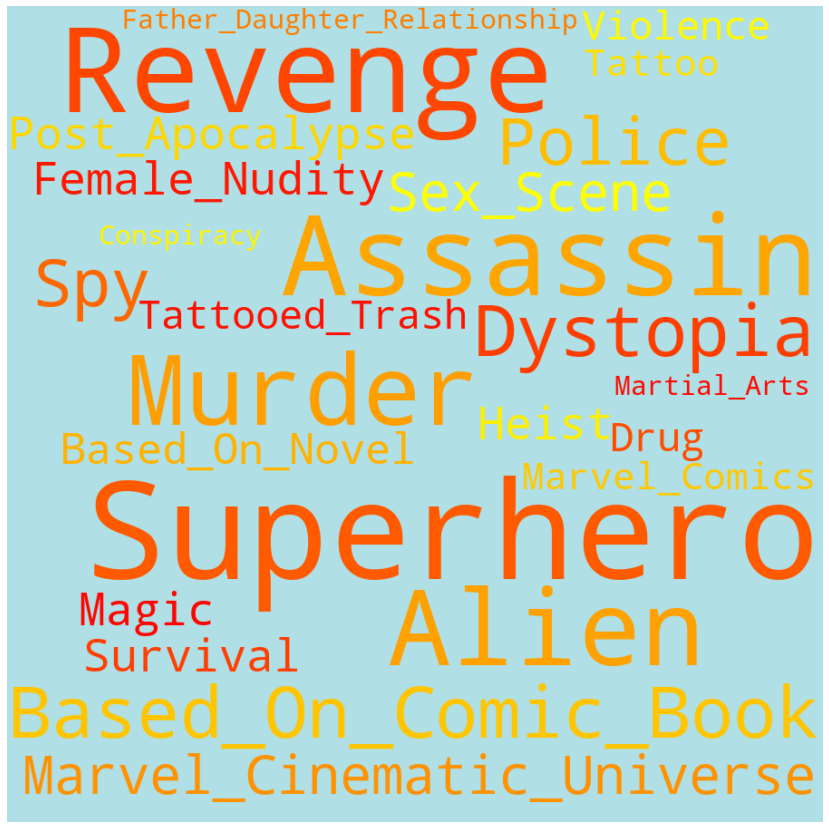 Father_Daughter_Relationship
Violence
Revenge
Tattoo
Post_Apocalypse
Police
Female_Nudity
Sex_Scene
Conspiracy
Assassin
Spy
Tattooed_Trash
Dystopia
Murder
Martial_Arts
Heist
Drug
Based_On_Novel
Marvel_Comics
Superhero
Magic
Alien
Survival
Based_On_Comic_Book
Marvel_Cinematic_Universe